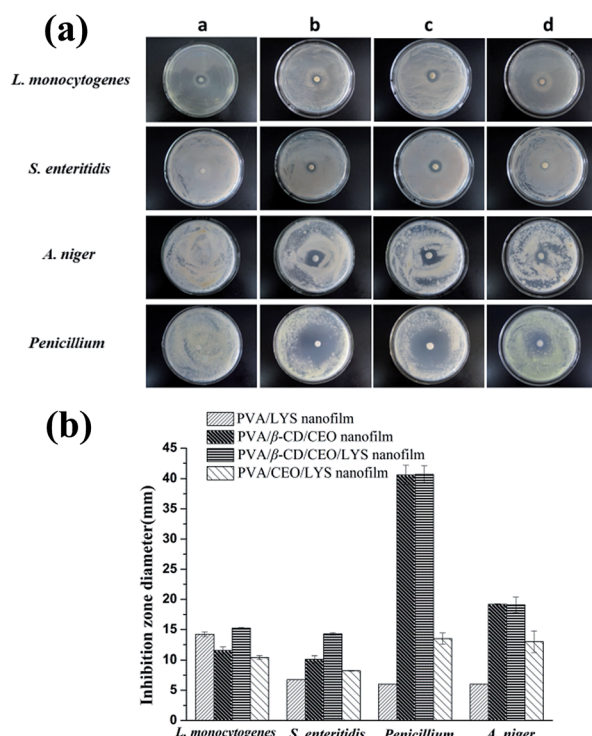 (a)
a b c d
L. monocytogenes
S. enteritidis
A. niger
Penicillium
(b)
PVA/LYS nanofilm
PVA/β-CD/CEO nanofilm
PVA/β-CD/CEO/LYS nanofilm
PVA/CEO/LYS nanofilm
Inhibition zone diameter(mm)
45
40
35
30
25
20
15
10
5
0
L. monocytogenes S. enteritidis Penicillium A. niger